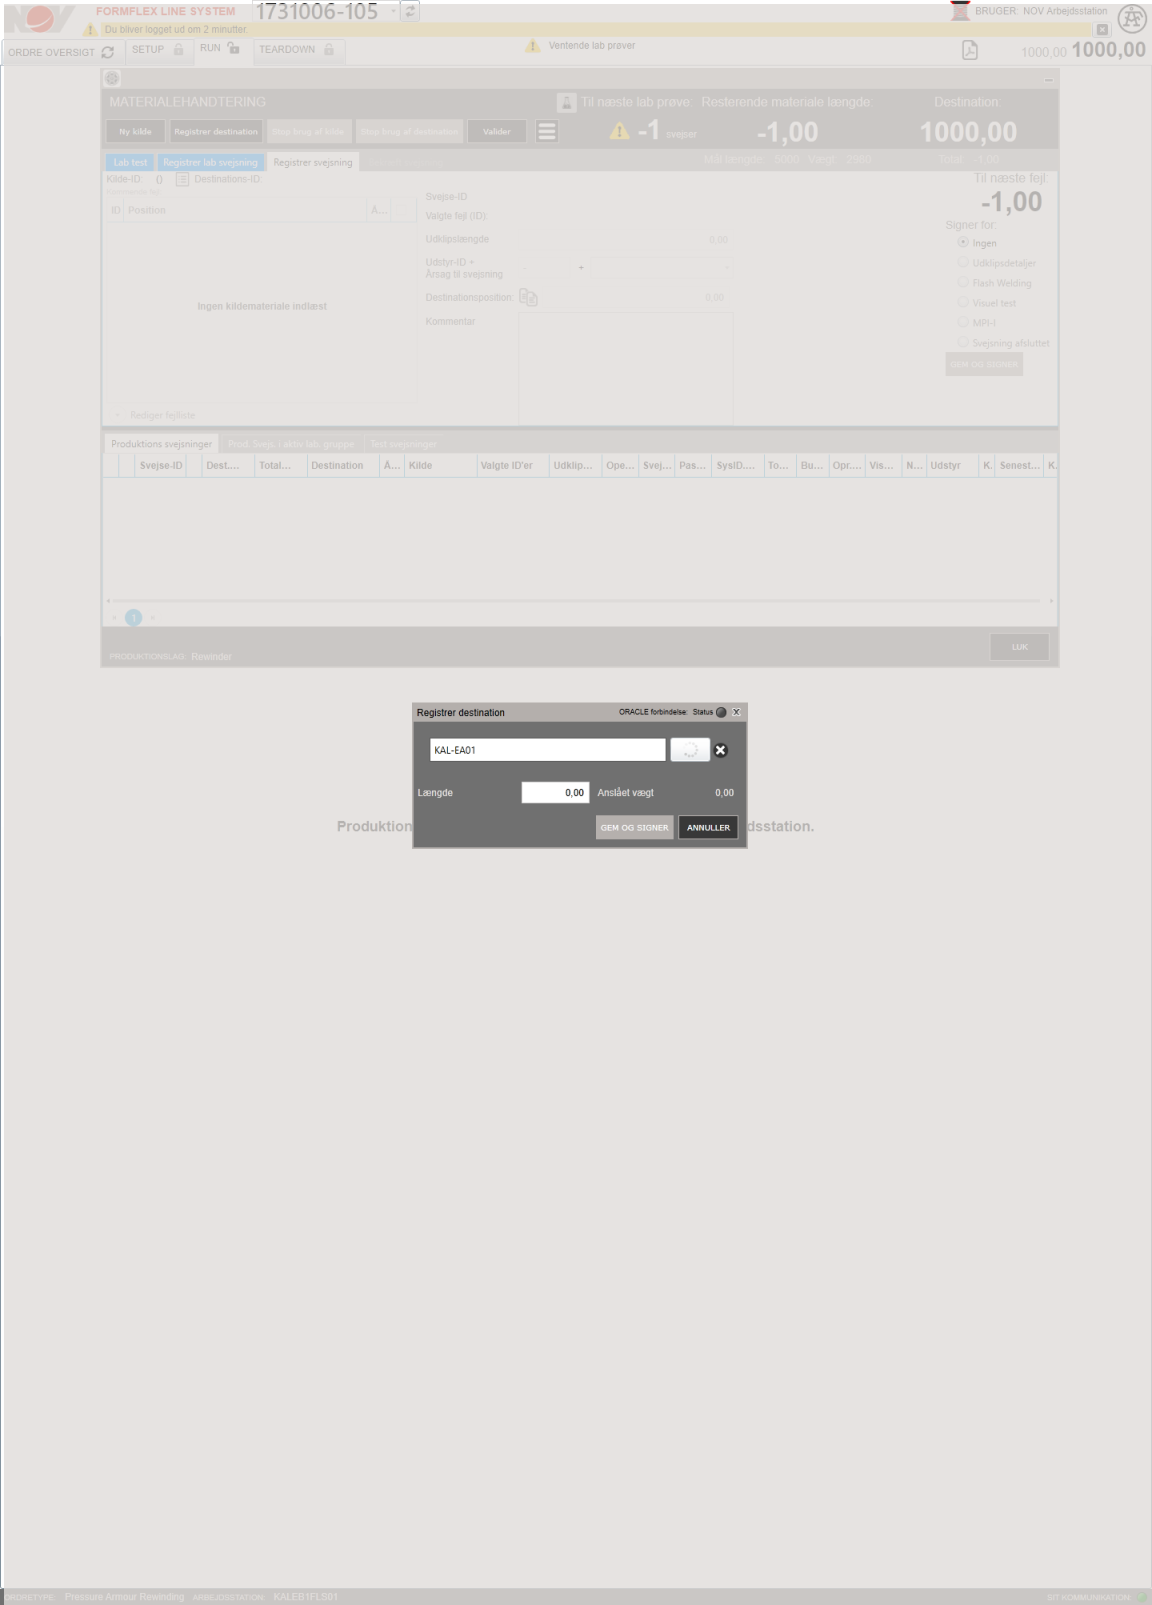 NOV FORMFLEX LINE SYSTEM 1731006-105 BRUGER: NOV Arbejdsstation
Du bliver logget ud om 2 minutter.
ORDRE OVERSIGT SETUP RUN TEARDOWN Ventende lab prøver 1000,00 1000,00
MATERIALEHANDTERING Til næste lab prøve: Resterende materiale længde: Destination
Ny kilde Registrer destination Stop brug af kilde Stop brug af destination Valider -1 svejser -1,00 1000,00
Lab test Registrer lab svejsning Registrer svejsning Mål længde: Vægt: Total: -1,00
Kilde-ID: () Destinations-ID: Til næste fejl:
-1,00
ID Position Å...
Ingen kildemateriale indlæst
Rediger fejlliste
Svejse-ID
Valgte fejl (ID)
Udklipslængde 0,00
Udstyr-ID +
Årsag til svejsning - +
Destinationsposition: 0,00
Kommentar
Signer for:
Ingen
Udklipsdetaljer
Flash Welding
Visuel test
MPI-I
Svejsning afsluttet
GEM OG SIGNER
Produktions svejsninger Prod. Svejs. i aktiv lab. gruppe Test svejsninger
Svejse-ID Dest.... Total... Destination Å... Kilde Valgte ID'er Udklip... Ope... Svej... Pas... SysID.... To... Bu... Opr.... Vis... N... Udstyr K. Senest... K.
1
PRODUKTIONSLAG: Rewinder LUK
Registrer destination ORACLE forbindelse: Status X
KAL-EA01
Længde 0,00 Anslået vægt 0,00
GEM OG SIGNER ANNULLER
Produktion dsstation.
ORDRETYPE: Pressure Armour Rewinding ARBEJDSSTATION: KALEB1FLS01 KOMMUNIKATION: